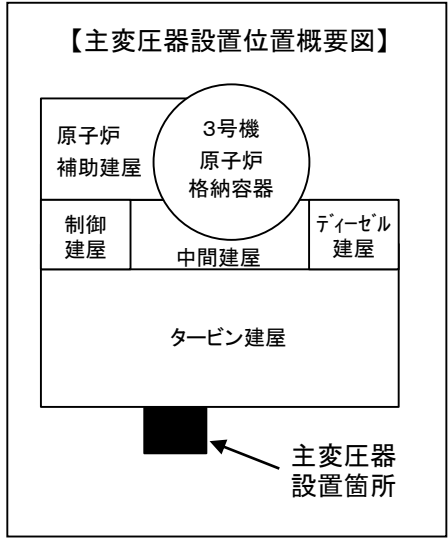 【主変圧器設置位置概要図】
3号機
原子炉
格納容器
原子炉
補助建屋
制御
建屋
中間建屋
ディーゼル
建屋
タービン建屋
主変圧器
設置箇所